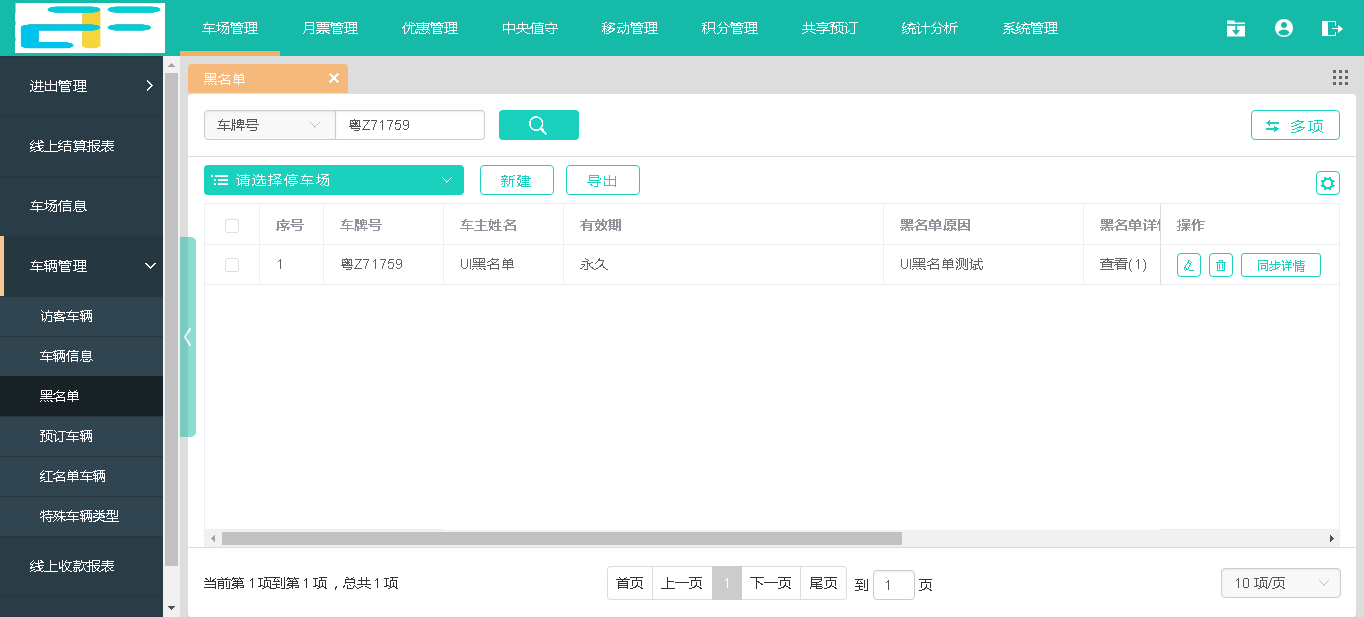 车场管理 月票管理 优惠管理 中央值守 移动管理 积分管理 共享预订 统计分析 系统管理
进出管理
线上结算报表
车场信息
车辆管理
访客车辆
车辆信息
黑名单
预订车辆
红名单车辆
特殊车辆类型
线上收款报表
黑名单
车牌号 粤Z71759 多项
请选择停车场 新建 导出
序号 车牌号 车主姓名 有效期 黑名单原因 黑名单详 操作
1 粤Z71759 UI黑名单 永久 UI黑名单测试 查看(1) 同步详情
当前第 1 项到第 1 项 ，总共 1 项 首页 上一页 1 下一页 尾页 到 1 页 10 项/页